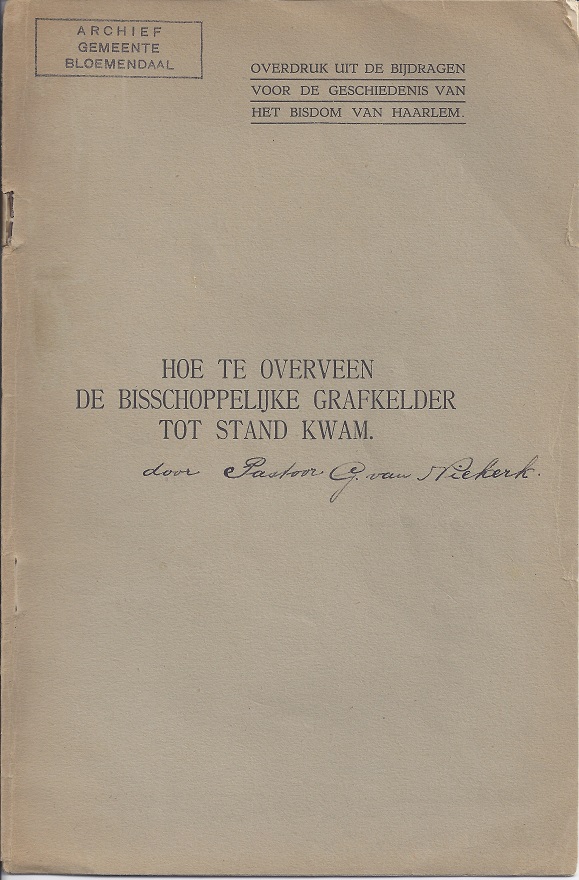 ARCHIEF
GEMEENTE
BLOEMENDAAL
OVERDRUK UIT DE BIJDRAGEN
VOOR DE GESCHIEDENIS VAN
HET BISDOM VAN HAARLEM.
HOE TE OVERVEEN
DE BISSCHOPPELIJKE GRAFKELDER
TOT STAND KWAM.
door Pastoor G. van Niekerk.